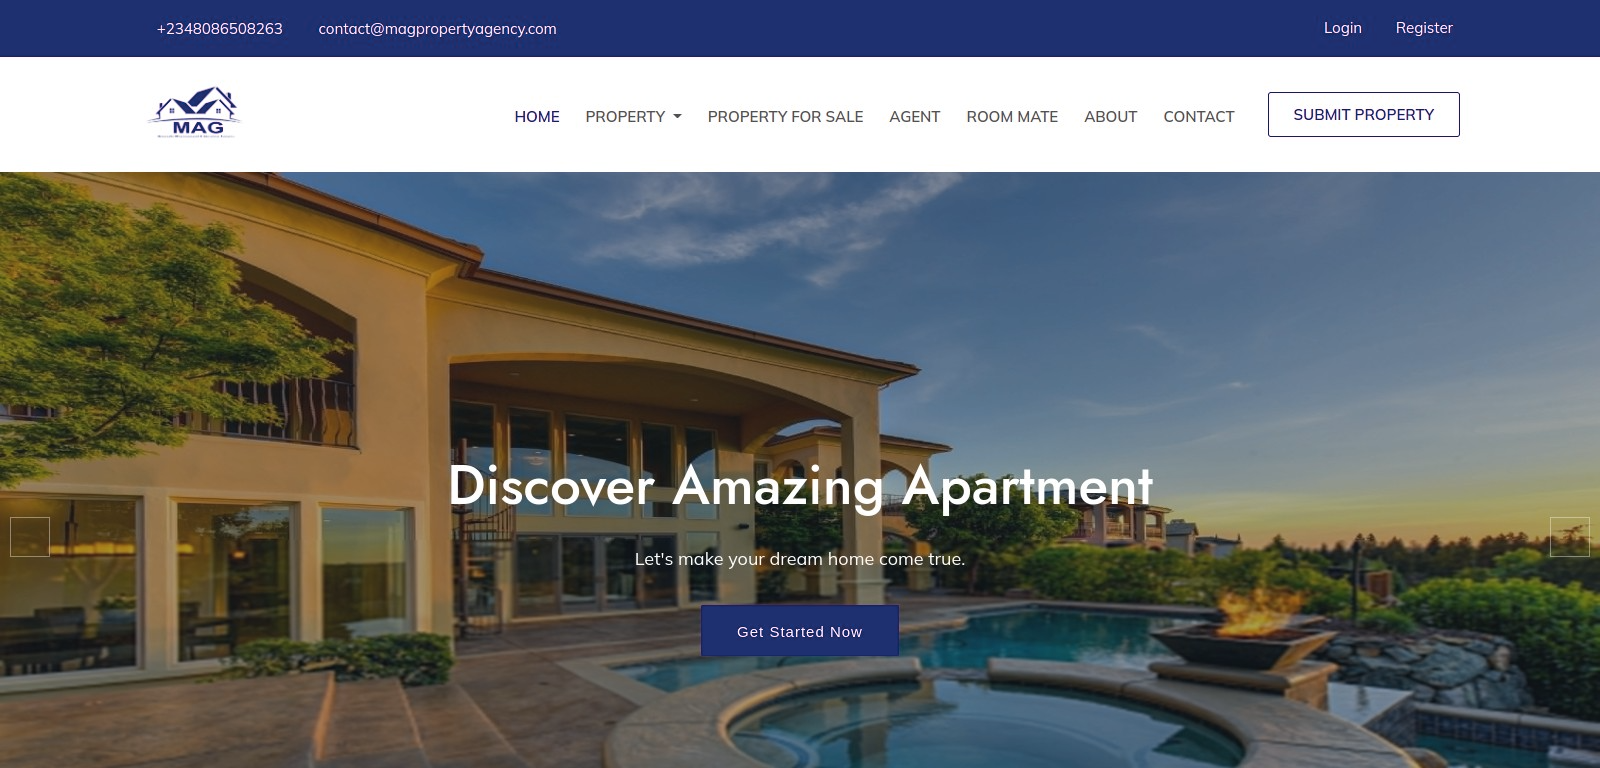 +2348086508263 contact@magpropertyagency.com Login Register
MAG
HOME PROPERTY PROPERTY FOR SALE AGENT ROOM MATE ABOUT CONTACT SUBMIT PROPERTY
Discover Amazing Apartment
Let's make your dream home come true.
Get Started Now